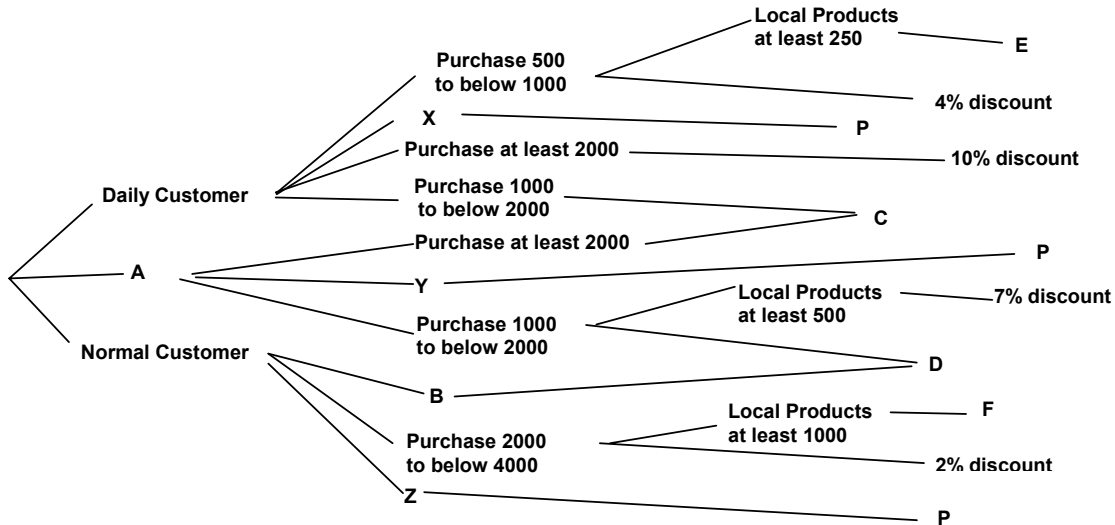 Local Products
at least 250
E
Purchase 500
to below 1000
4% discount
X
P
Purchase at least 2000
10% discount
Daily Customer
Purchase 1000
to below 2000
C
Purchase at least 2000
A
P
Y
Local Products
at least 500
7% discount
Purchase 1000
to below 2000
Normal Customer
D
B
Local Products
at least 1000
F
Purchase 2000
to below 4000
2% discount
Z
P